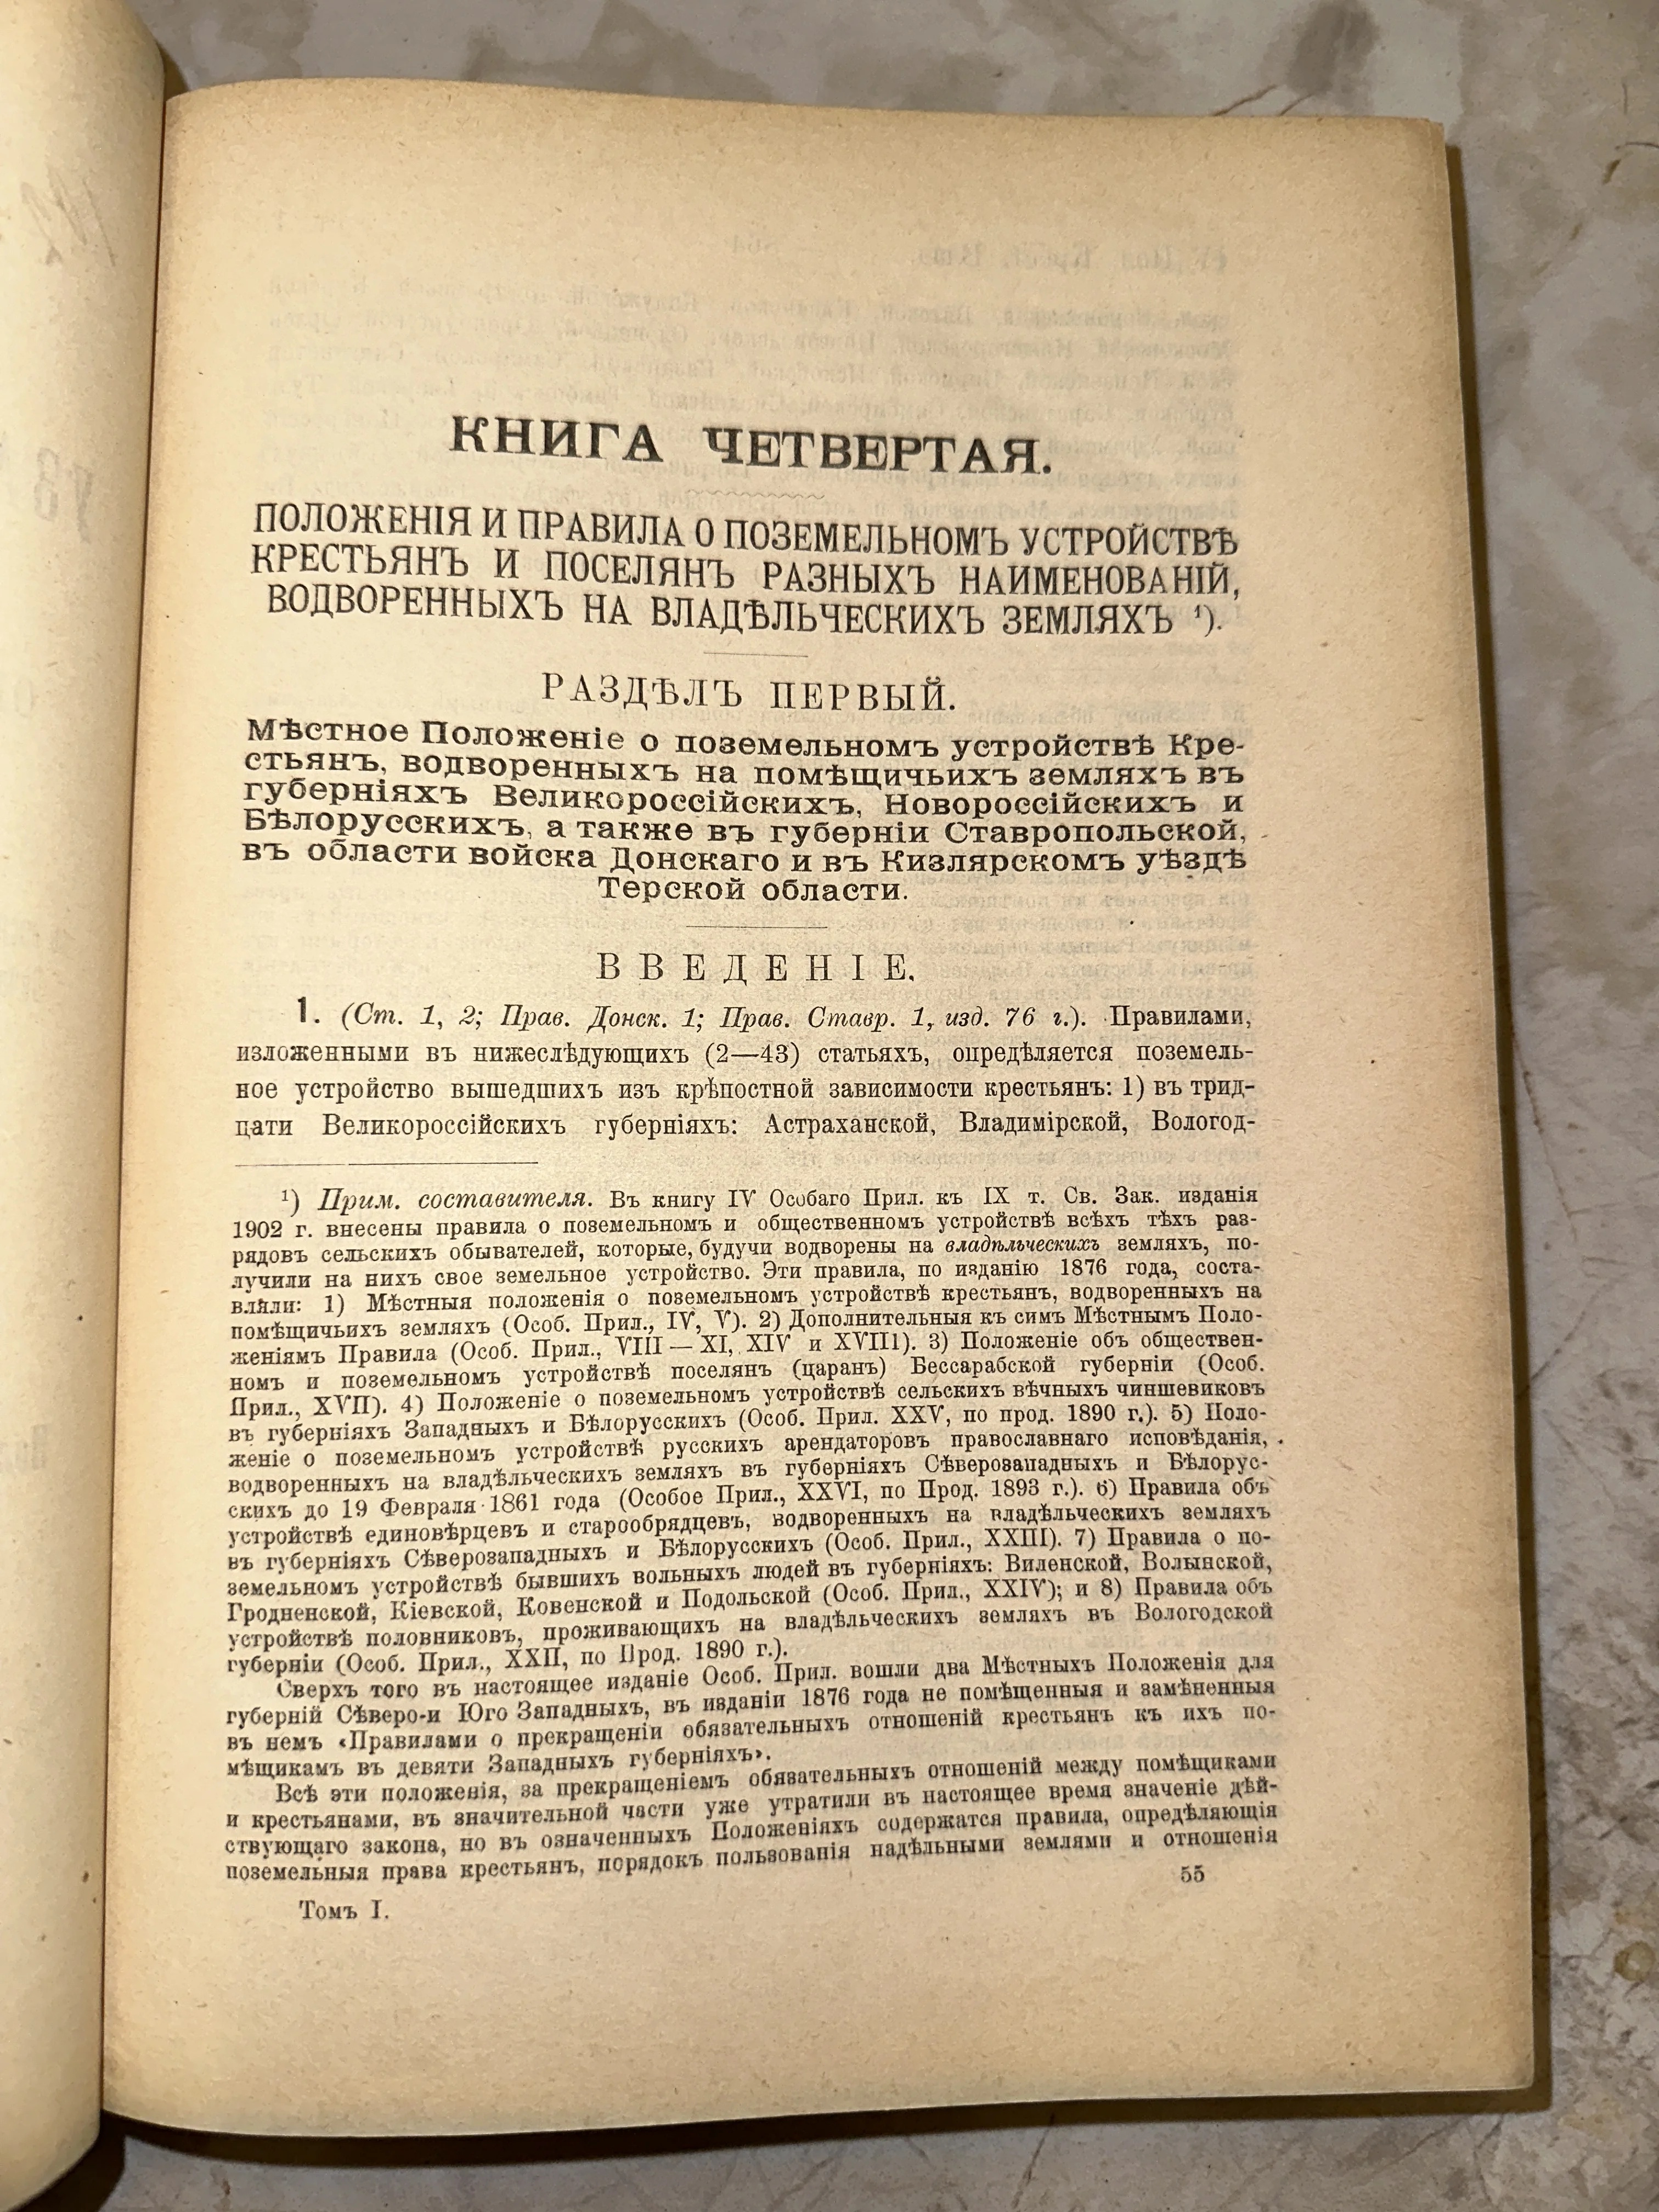 КНИГА ЧЕТВЕРТАЯ.
ПОЛОЖЕНІЯ И ПРАВИЛА О ПОЗЕМЕЛЬНОМЪ УСТРОЙСТВѢ
КРЕСТЬЯНЪ И ПОСЕЛЯНЪ РАЗНЫХЪ НАИМЕНОВАНІЙ,
ВОДВОРЕННЫХЪ НА ВЛАДѢЛЬЧЕСКИХЪ ЗЕМЛЯХЪ ¹).
РАЗДѢЛЪ ПЕРВЫЙ.
Мѣстное Положеніе о поземельномъ устройствѣ Кре-
стьянъ, водворенныхъ на помѣщичьихъ земляхъ въ
губерніяхъ Великороссійскихъ, Новороссійскихъ и
Бѣлорусскихъ, а также въ губерніи Ставропольской,
въ области войска Донскаго и въ Кизлярскомъ уѣздѣ
Терской области.
ВВЕДЕНІЕ.
1. (Ст. 1, 2; Прав. Донск. 1; Прав. Ставр. 1, изд. 76 г.). Правилами,
изложенными въ нижеслѣдующихъ (2—43) статьяхъ, опредѣляется поземель-
ное устройство вышедшихъ изъ крѣпостной зависимости крестьянъ: 1) въ трид-
цати Великороссійскихъ губерніяхъ: Астраханской, Владимірской, Вологод-
¹) Прим. составителя. Въ книгу IV Особаго Прил. къ IX т. Св. Зак. изданія
1902 г. внесены правила о поземельномъ и общественномъ устройствѣ всѣхъ тѣхъ раз-
рядовъ сельскихъ обывателей, которые, будучи водворены на владѣльческихъ земляхъ, по-
лучили на нихъ свое земельное устройство. Эти правила, по изданію 1876 года, соста-
вляли: 1) Мѣстныя положенія о поземельномъ устройствѣ крестьянъ, водворенныхъ на
помѣщичьихъ земляхъ (Особ. Прил., IV, V). 2) Дополнительныя къ симъ Мѣстнымъ Поло-
женіямъ Правила (Особ. Прил., VIII — XI, XIV и XVIII). 3) Положеніе объ обществен-
номъ и поземельномъ устройствѣ поселянъ (царанъ) Бессарабской губерніи (Особ.
Прил., XVII). 4) Положеніе о поземельномъ устройствѣ сельскихъ вѣчныхъ чиншевиковъ
въ губерніяхъ Западныхъ и Бѣлорусскихъ (Особ. Прил. XXV, по прод. 1890 г.). 5) Поло-
женіе о поземельномъ устройствѣ русскихъ арендаторовъ православнаго исповѣданія,
водворенныхъ на владѣльческихъ земляхъ въ губерніяхъ Сѣверозападныхъ и Бѣлорус-
скихъ до 19 Февраля 1861 года (Особое Прил., XXVI, по Прод. 1893 г.). 6) Правила объ
устройствѣ единовѣрцевъ и старообрядцевъ, водворенныхъ на владѣльческихъ земляхъ
въ губерніяхъ Сѣверозападныхъ и Бѣлорусскихъ (Особ. Прил., XXIII). 7) Правила о по-
земельномъ устройствѣ бывшихъ вольныхъ людей въ губерніяхъ: Виленской, Волынской,
Гродненской, Кіевской, Ковенской и Подольской (Особ. Прил., XXIV); и 8) Правила объ
устройствѣ половниковъ, проживающихъ на владѣльческихъ земляхъ въ Вологодской
губерніи (Особ. Прил., XXII, по Прод. 1890 г.).
Сверхъ того въ настоящее изданіе Особ. Прил. вошли два Мѣстныхъ Положенія для
губерній Сѣверо-и Юго Западныхъ, въ изданіи 1876 года не помѣщенныя и замѣненныя
въ немъ «Правилами о прекращеніи обязательныхъ отношеній крестьянъ къ ихъ по-
мѣщикамъ въ девяти Западныхъ губерніяхъ».
Всѣ эти положенія, за прекращеніемъ обязательныхъ отношеній между помѣщиками
и крестьянами, въ значительной части уже утратили въ настоящее время значеніе дѣй-
ствующаго закона, но въ означенныхъ Положеніяхъ содержатся правила, опредѣляющія
поземельныя права крестьянъ, порядокъ пользованія надѣльными землями и отношенія
Томъ I.
55